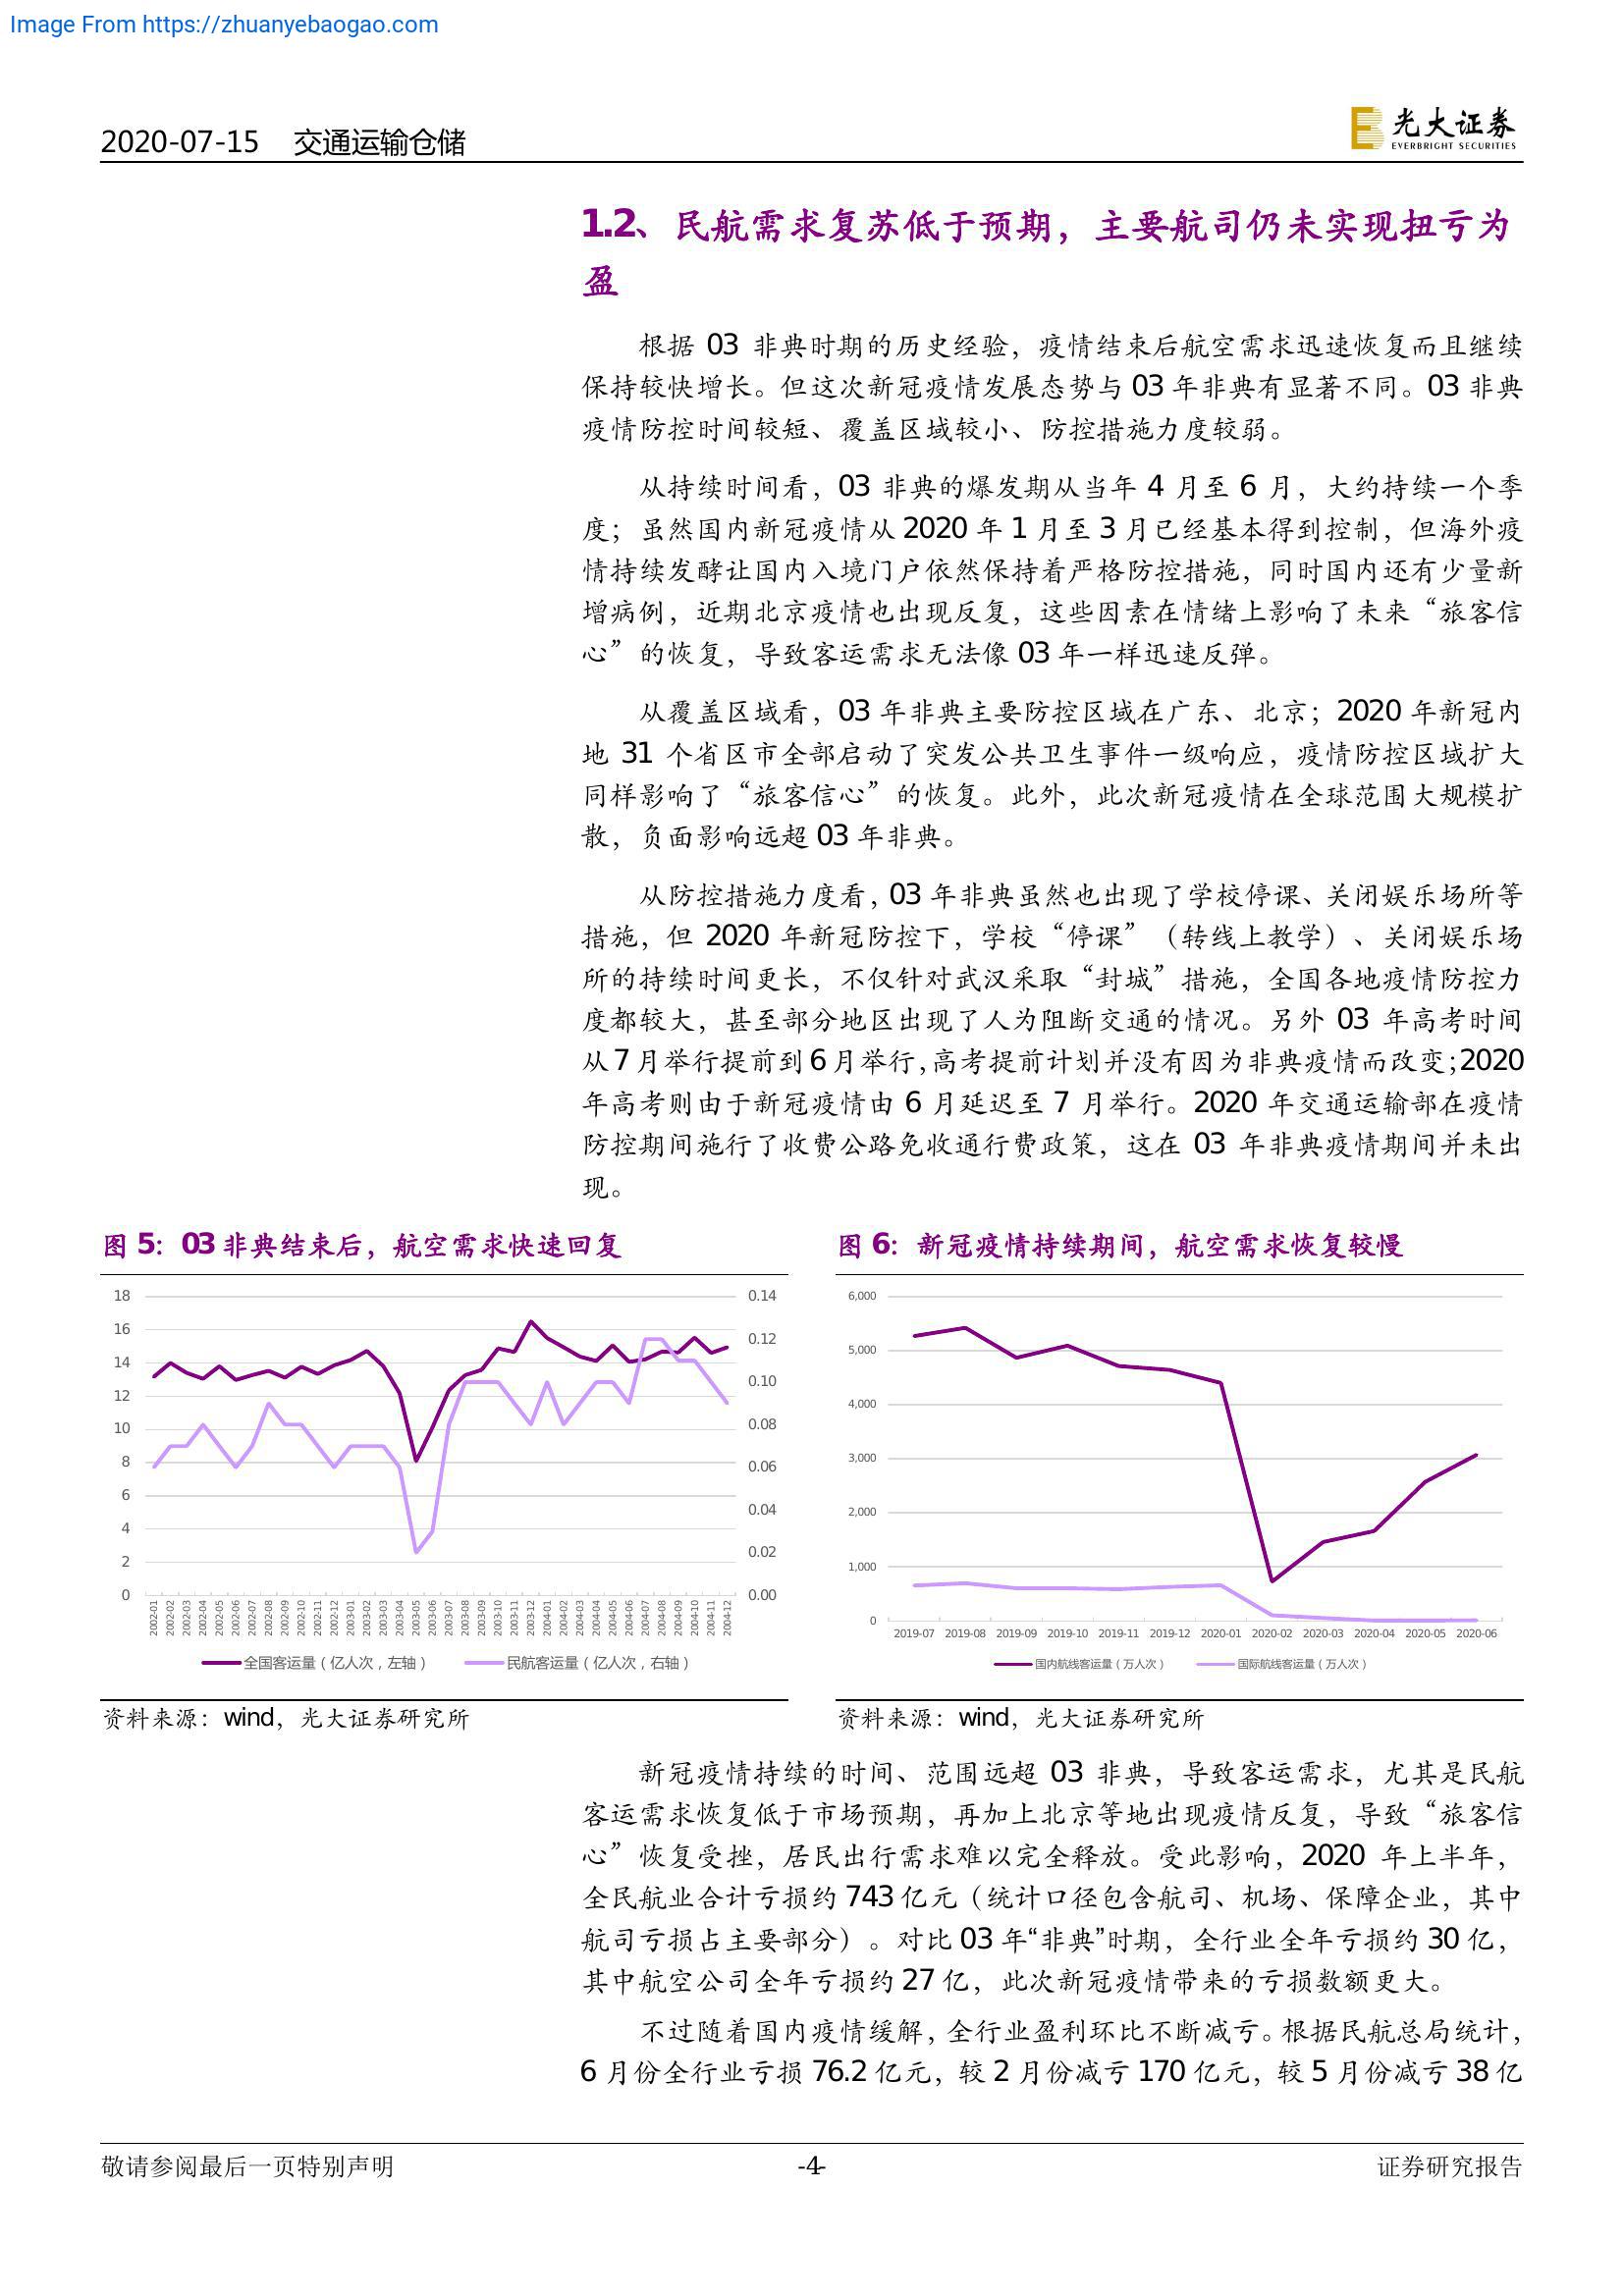 Image From https://zhuanyebaogao.com
2020-07-15 交通运输仓储
光大证券
EVERBRIGHT SECURITIES
1.2、民航需求复苏低于预期，主要航司仍未实现扭亏为
盈
根据 03 非典时期的历史经验，疫情结束后航空需求迅速恢复而且继续
保持较快增长。但这次新冠疫情发展态势与 03 年非典有显著不同。03 非典
疫情防控时间较短、覆盖区域较小、防控措施力度较弱。
从持续时间看，03 非典的爆发期从当年 4 月至 6 月，大约持续一个季
度；虽然国内新冠疫情从 2020 年 1 月至 3 月已经基本得到控制，但海外疫
情持续发酵让国内入境门户依然保持着严格防控措施，同时国内还有少量新
增病例，近期北京疫情也出现反复，这些因素在情绪上影响了未来“旅客信
心”的恢复，导致客运需求无法像 03 年一样迅速反弹。
从覆盖区域看，03 年非典主要防控区域在广东、北京；2020 年新冠内
地 31 个省区市全部启动了突发公共卫生事件一级响应，疫情防控区域扩大
同样影响了“旅客信心”的恢复。此外，此次新冠疫情在全球范围大规模扩
散，负面影响远超 03 年非典。
从防控措施力度看，03 年非典虽然也出现了学校停课、关闭娱乐场所等
措施，但 2020 年新冠防控下，学校“停课”（转线上教学）、关闭娱乐场
所的持续时间更长，不仅针对武汉采取“封城”措施，全国各地疫情防控力
度都较大，甚至部分地区出现了人为阻断交通的情况。另外 03 年高考时间
从 7 月举行提前到 6 月举行，高考提前计划并没有因为非典疫情而改变；2020
年高考则由于新冠疫情由 6 月延迟至 7 月举行。2020 年交通运输部在疫情
防控期间施行了收费公路免收通行费政策，这在 03 年非典疫情期间并未出
现。
图 5：03 非典结束后，航空需求快速回复
18
16
14
12
10
8
6
4
2
0
0.14
0.12
0.10
0.08
0.06
0.04
0.02
0.00
2002-01 2002-02 2002-03 2002-04 2002-05 2002-06 2002-07 2002-08 2002-09 2002-10 2002-11 2002-12 2003-01 2003-02 2003-03 2003-04 2003-05 2003-06 2003-07 2003-08 2003-09 2003-10 2003-11 2003-12 2004-01 2004-02 2004-03 2004-04 2004-05 2004-06 2004-07 2004-08 2004-09 2004-10 2004-11 2004-12
全国客运量（亿人次，左轴） 民航客运量（亿人次，右轴）
资料来源：wind，光大证券研究所
图 6：新冠疫情持续期间，航空需求恢复较慢
6,000
5,000
4,000
3,000
2,000
1,000
0
2019-07 2019-08 2019-09 2019-10 2019-11 2019-12 2020-01 2020-02 2020-03 2020-04 2020-05 2020-06
国内航线客运量（万人次） 国际航线客运量（万人次）
资料来源：wind，光大证券研究所
新冠疫情持续的时间、范围远超 03 非典，导致客运需求，尤其是民航
客运需求恢复低于市场预期，再加上北京等地出现疫情反复，导致“旅客信
心”恢复受挫，居民出行需求难以完全释放。受此影响，2020 年上半年，
全民航业合计亏损约 743 亿元（统计口径包含航司、机场、保障企业，其中
航司亏损占主要部分）。对比 03 年“非典”时期，全行业全年亏损约 30 亿，
其中航空公司全年亏损约 27 亿，此次新冠疫情带来的亏损数额更大。
不过随着国内疫情缓解，全行业盈利环比不断减亏。根据民航总局统计，
6 月份全行业亏损 76.2 亿元，较 2 月份减亏 170 亿元，较 5 月份减亏 38 亿
敬请参阅最后一页特别声明
-4-
证券研究报告